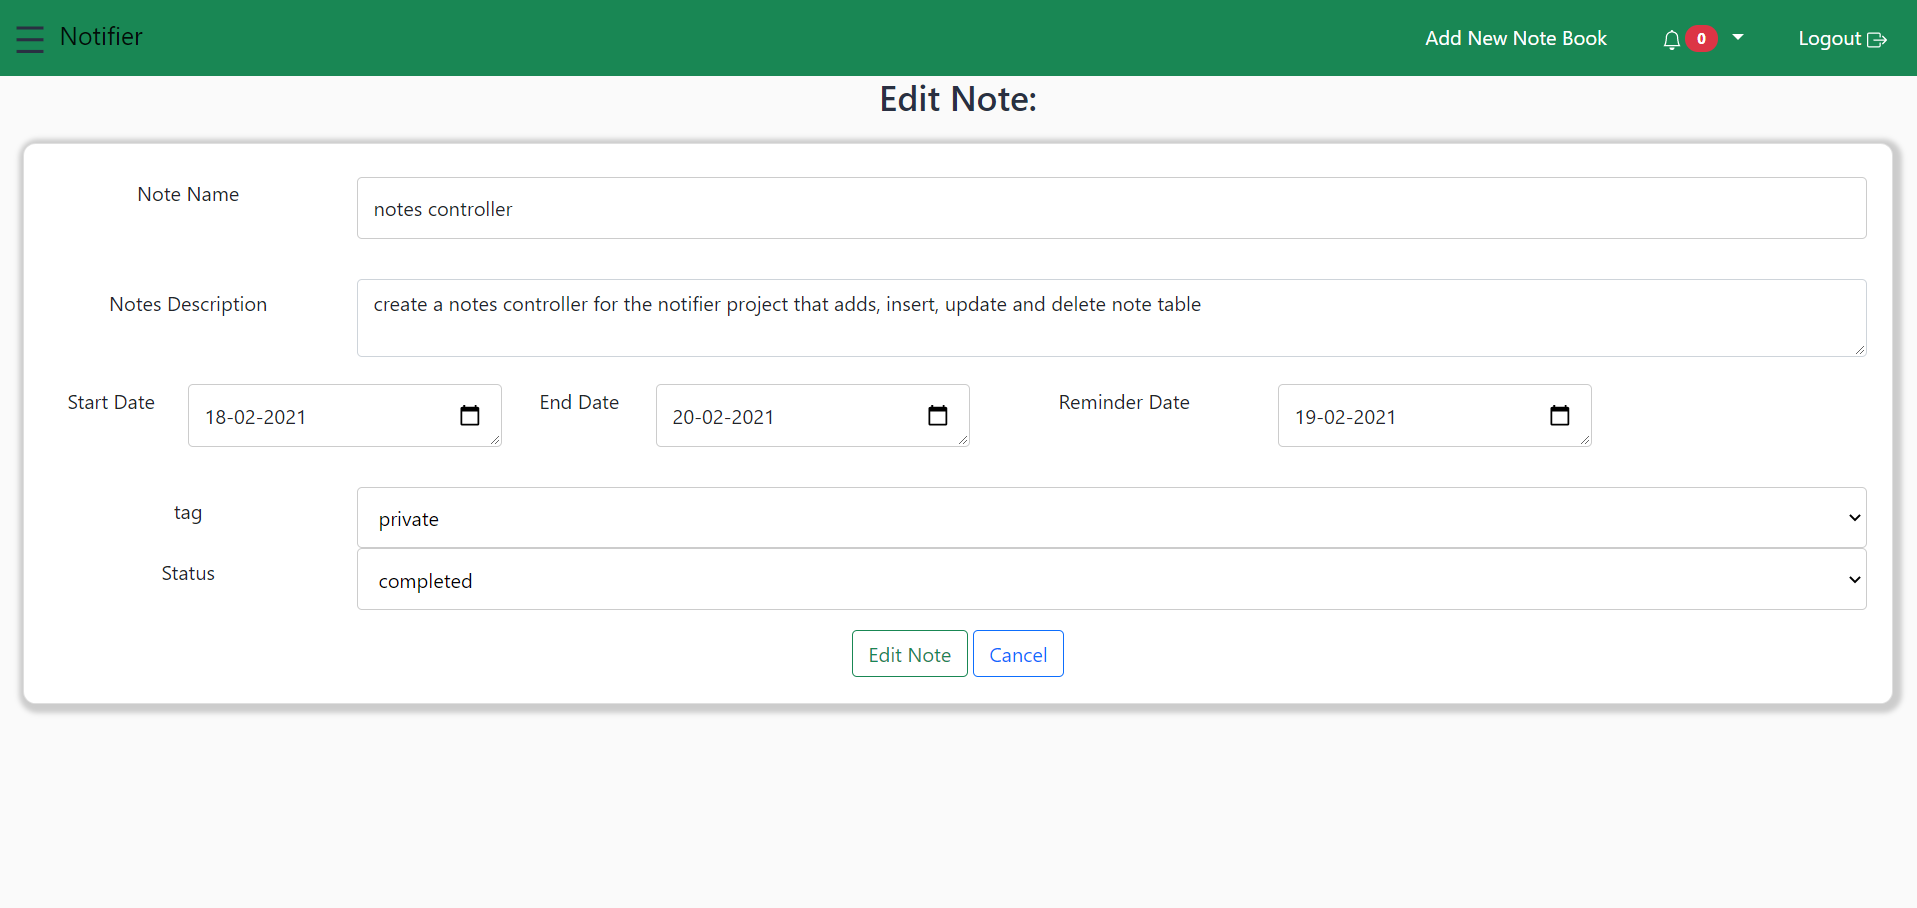 Notifier
Add New Note Book
0
Logout
Edit Note:
Note Name
notes controller
Notes Description
create a notes controller for the notifier project that adds, insert, update and delete note table
Start Date
18-02-2021
End Date
20-02-2021
Reminder Date
19-02-2021
tag
private
Status
completed
Edit Note
Cancel